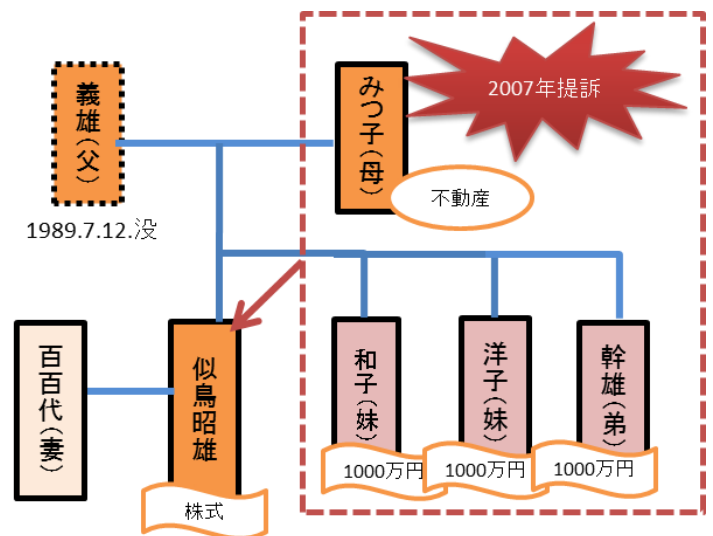 2007年提訴
義雄(父)
みつ子(母)
不動産
1989.7.12.没
百百代(妻)
似鳥昭雄
和子(妹)
洋子(妹)
幹雄(弟)
株式
1000万円
1000万円
1000万円